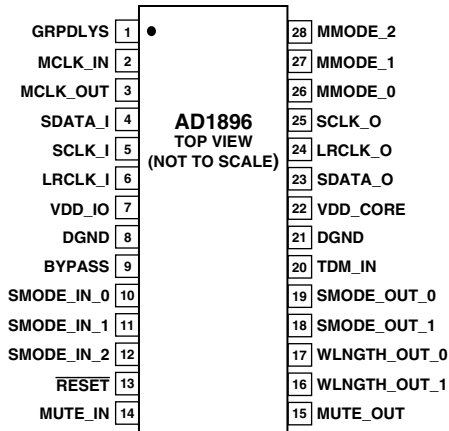 GRPDLYS 1
MCLK_IN 2
MCLK_OUT 3
SDATA_I 4
SCLK_I 5
LRCLK_I 6
VDD_IO 7
DGND 8
BYPASS 9
SMODE_IN_0 10
SMODE_IN_1 11
SMODE_IN_2 12
RESET 13
MUTE_IN 14
AD1896
TOP VIEW
(NOT TO SCALE)
28 MMODE_2
27 MMODE_1
26 MMODE_0
25 SCLK_O
24 LRCLK_O
23 SDATA_O
22 VDD_CORE
21 DGND
20 TDM_IN
19 SMODE_OUT_0
18 SMODE_OUT_1
17 WLNGTH_OUT_0
16 WLNGTH_OUT_1
15 MUTE_OUT